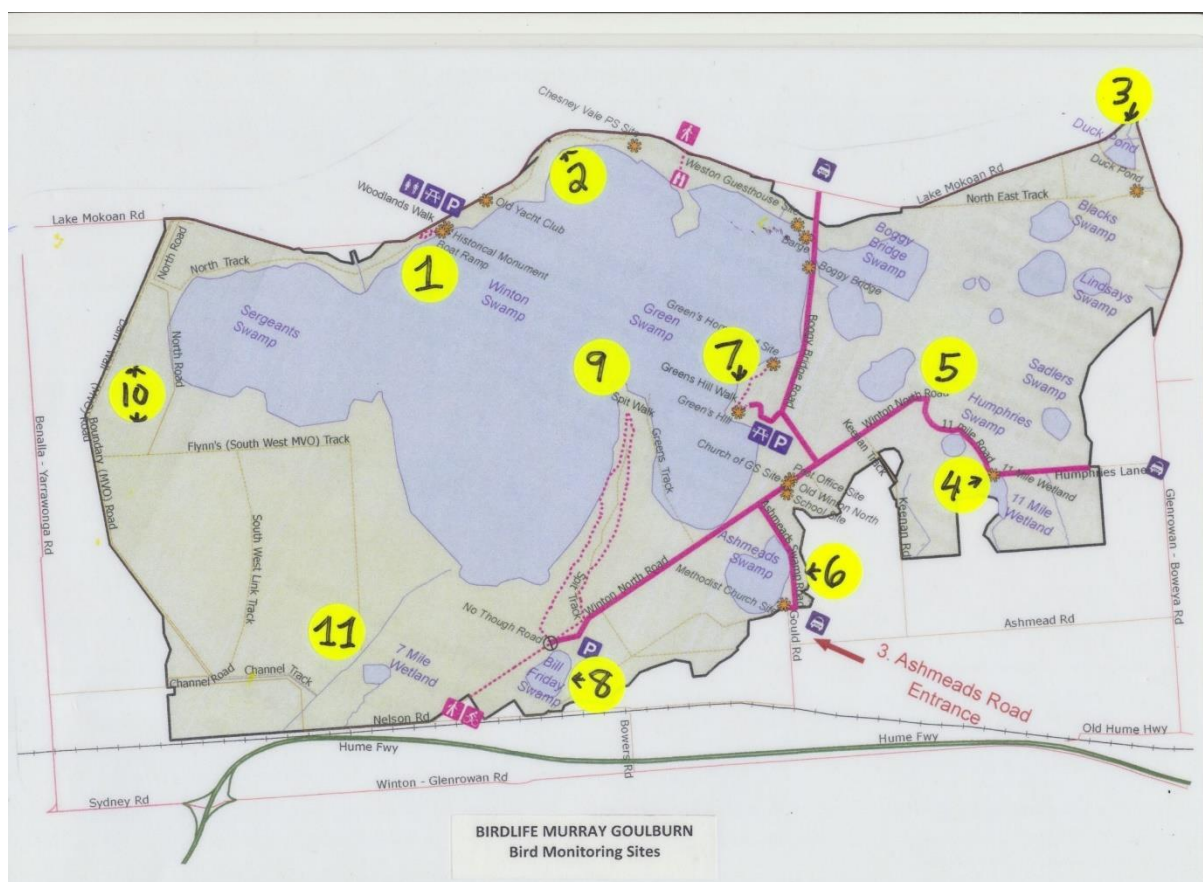 3
Duck Pond
Duck Pond
Chesney Vale PS Site
2
Weston Guesthouse Site
Lake Mokoan Rd
North East Track
Blacks Swamp
P
Woodlands Walk
Old Yacht Club
Lake Mokoan Rd
North Road
North Track
Historical Monument
Boat Ramp
1
Barge
Boggy Bridge Swamp
Boggy Bridge
Lindsays Swamp
Winton Swamp
Green Swamp
Sergeants Swamp
North Road
Boggy Bridge Road
7
9
5
10
Greens Hill Walk
Green's Hill
Spit Walk
Sadlers Swamp
Humphries Swamp
Winton North Road
11 mile Road
P
Boundary (MVO) Road
Benalla - Yarrawonga Rd
Flynn's (South West MVO) Track
Greens Track
Keenan Track
Church of GS Site
Post Office Site
Old Winton North
School Site
4
11 Mile Wetland
11 Mile Wetland
Humphries Lane
Keenan Rd
Glenrowan - Boweya Rd
South West Link Track
Ashmeads Swamp
Ashmeads Swamp Road
6
Spit Track
Winton North Road
Methodist Church Site
Gould Rd
Ashmead Rd
11
No Though Road
P
Bill Friday Swamp
8
7 Mile Wetland
3. Ashmeads Road
Entrance
Channel Road
Channel Track
Nelson Rd
Bowers Rd
Old Hume Hwy
Hume Fwy
Hume Fwy
Winton - Glenrowan Rd
Sydney Rd
BIRDLIFE MURRAY GOULBURN
Bird Monitoring Sites